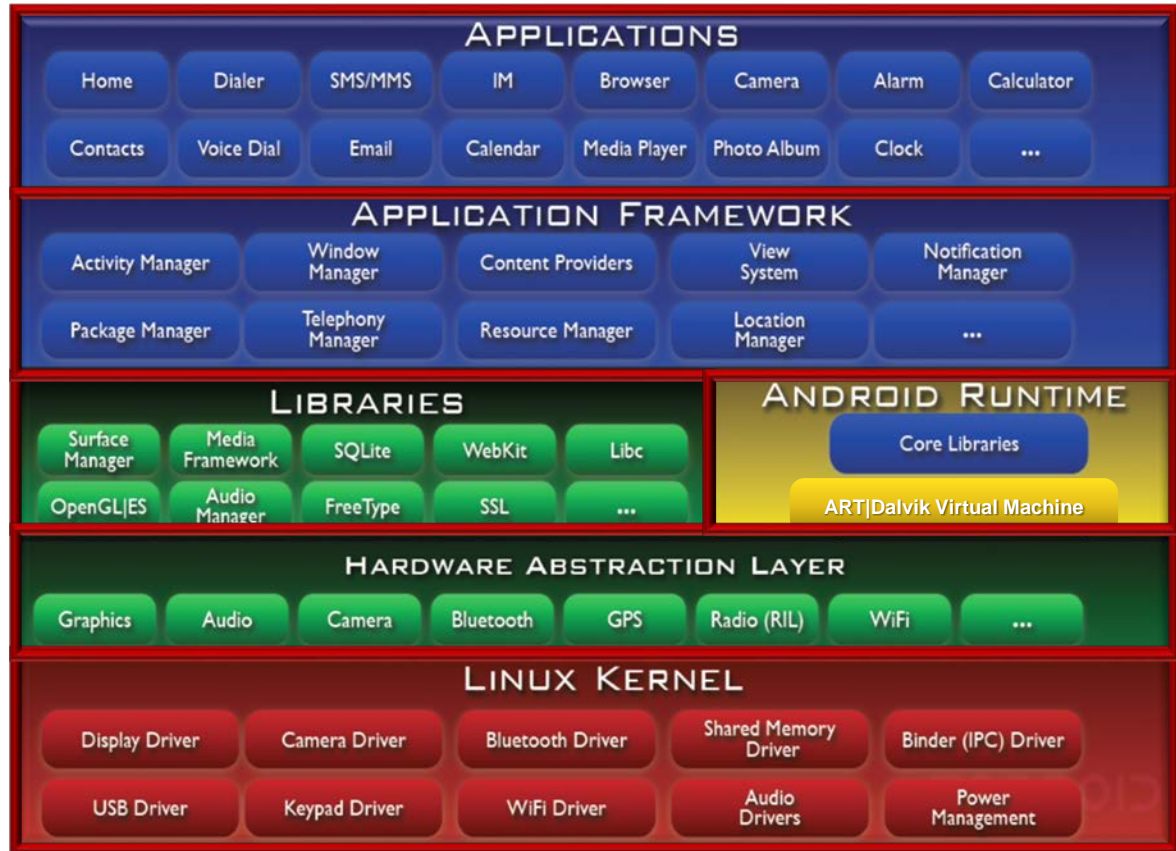 APPLICATIONS
Home Dialer SMS/MMS IM Browser Camera Alarm Calculator
Contacts Voice Dial Email Calendar Media Player Photo Album Clock ...
APPLICATION FRAMEWORK
Activity Manager
Window
Manager
Content Providers
View
System
Notification
Manager
Package Manager
Telephony
Manager
Resource Manager
Location
Manager
...
LIBRARIES
Surface
Manager
Media
Framework
SQLite
WebKit
Libc
OpenGL|ES
Audio
Manager
FreeType
SSL
...
ANDROID RUNTIME
Core Libraries
ART|Dalvik Virtual Machine
HARDWARE ABSTRACTION LAYER
Graphics Audio Camera Bluetooth GPS Radio (RIL) WiFi ...
LINUX KERNEL
Display Driver
Camera Driver
Bluetooth Driver
Shared Memory
Driver
Binder (IPC) Driver
USB Driver
Keypad Driver
WiFi Driver
Audio
Drivers
Power
Management